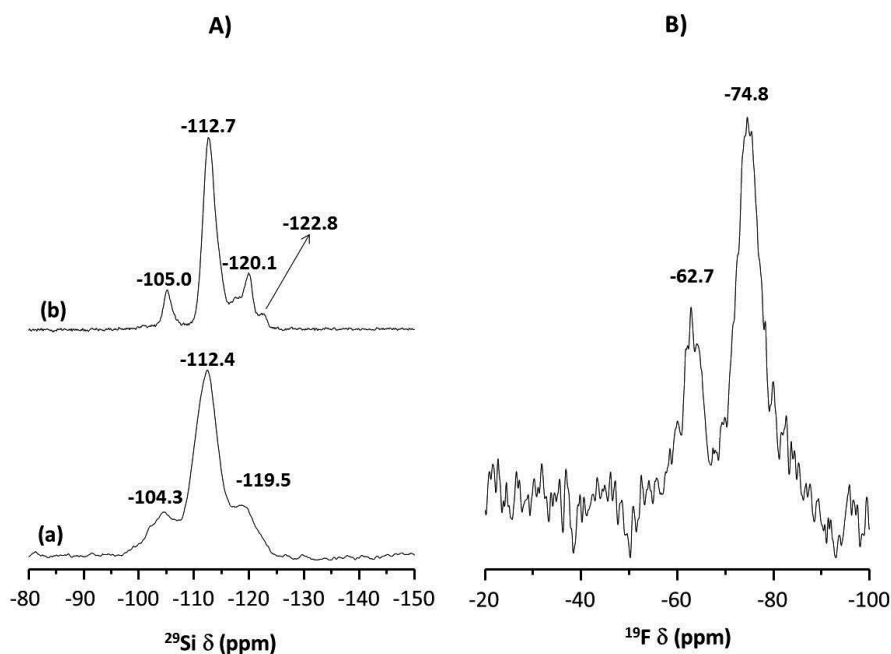 A)
B)
-74.8
-112.7
-122.8
-120.1
-105.0
-62.7
(b)
-112.4
-119.5
-104.3
(a)
-80 -90 -100 -110 -120 -130 -140 -150
-20 -40 -60 -80 -100
²⁹Si δ (ppm)
¹⁹F δ (ppm)